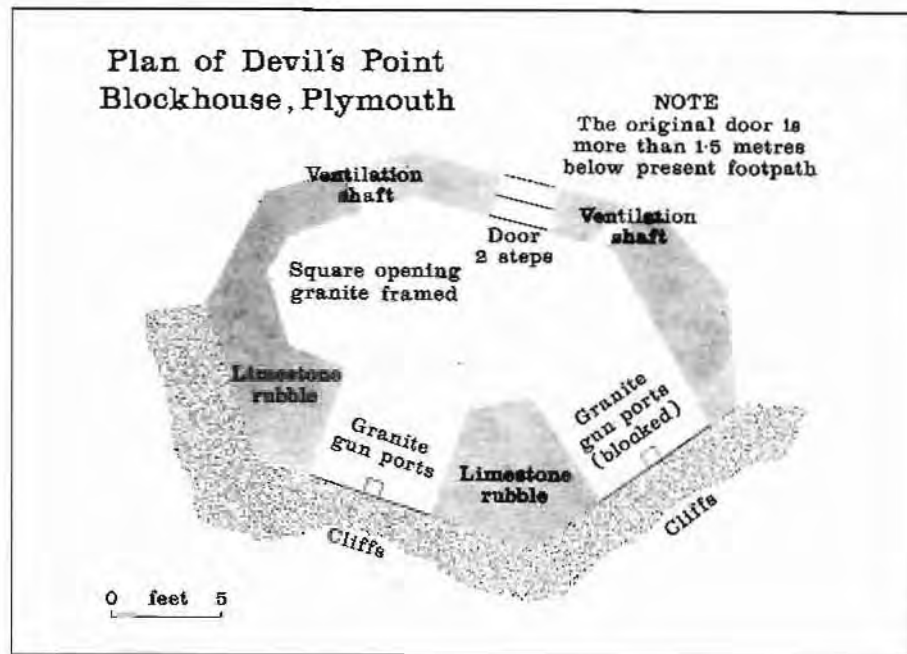 Plan of Devil's Point
Blockhouse, Plymouth
NOTE
The original door is
more than 1·5 metres
below present footpath
Ventilation
shaft
Ventilation
shaft
Door
2 steps
Square opening
granite framed
Limestone
rubble
Granite
gun ports
Granite
gun ports
(blocked)
Limestone
rubble
Cliffs
Cliffs
0 feet 5